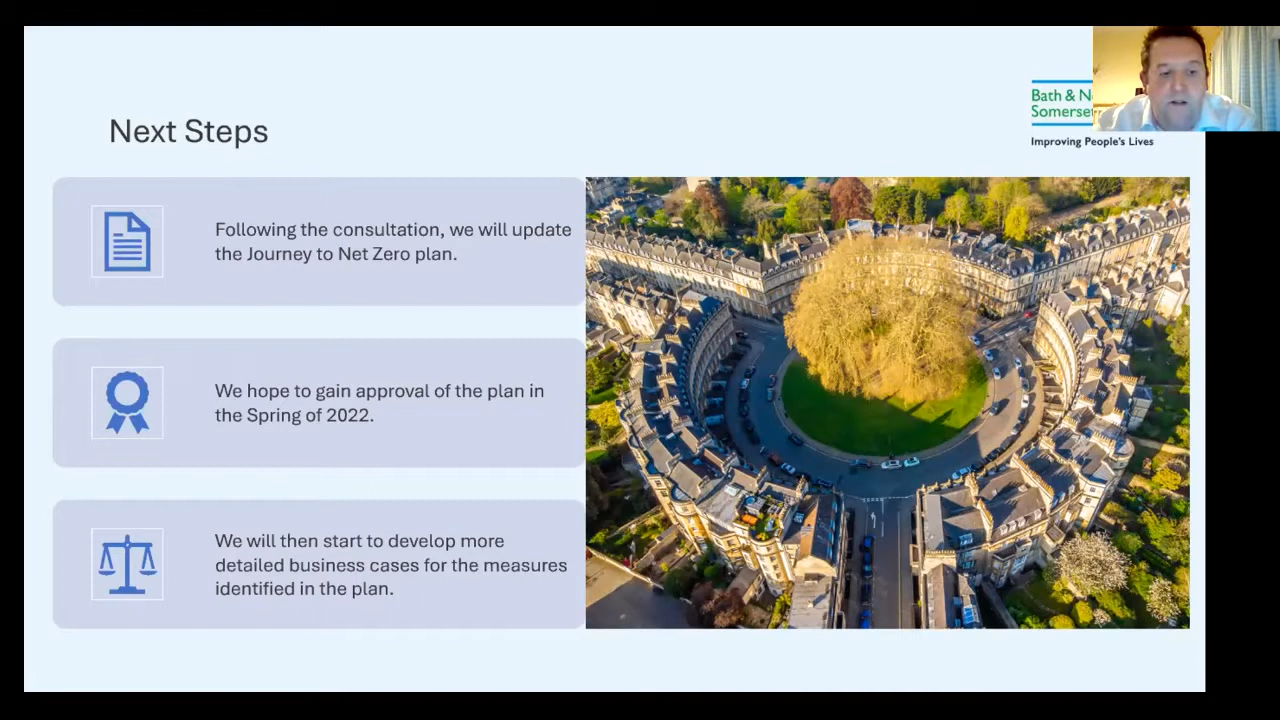 Bath & N
Somerse
Improving People's Lives
Next Steps
Following the consultation, we will update
the Journey to Net Zero plan.
We hope to gain approval of the plan in
the Spring of 2022.
We will then start to develop more
detailed business cases for the measures
identified in the plan.